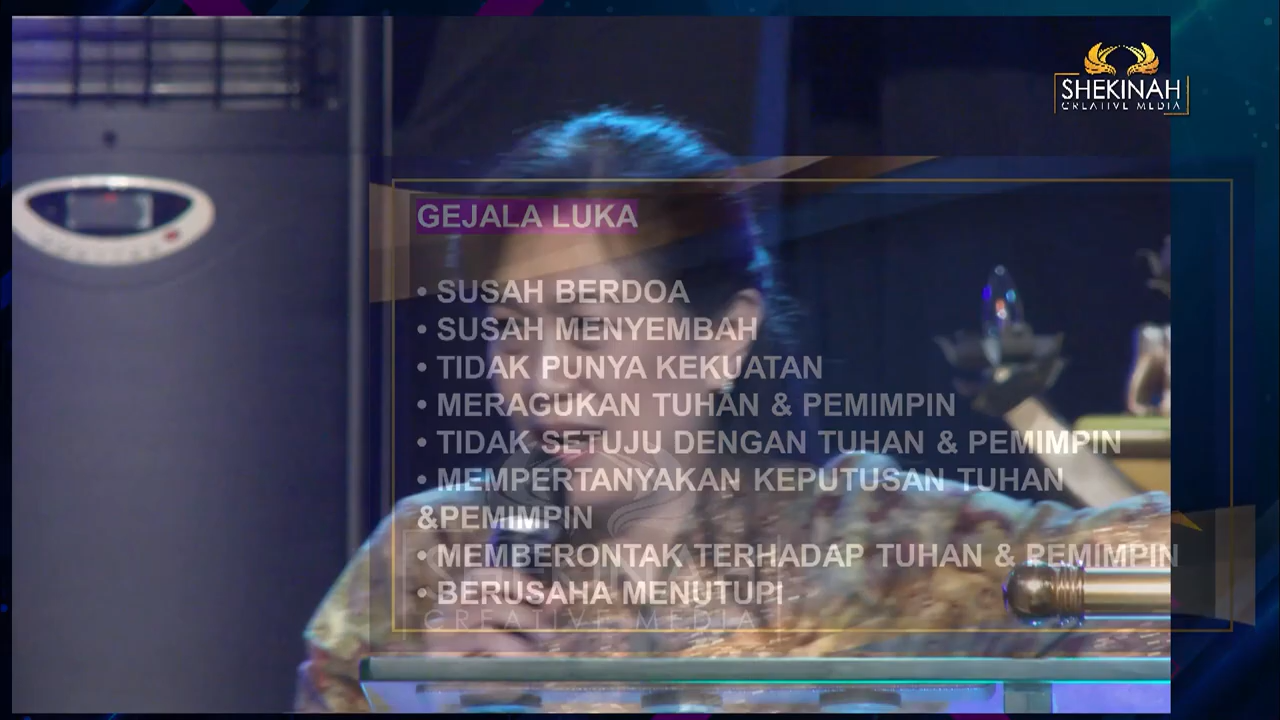 SHEKINAH
CREATIVE MEDIA
GEJALA LUKA
• SUSAH BERDOA
• SUSAH MENYEMBAH
• TIDAK PUNYA KEKUATAN
• MERAGUKAN TUHAN & PEMIMPIN
• TIDAK SETUJU DENGAN TUHAN & PEMIMPIN
• MEMPERTANYAKAN KEPUTUSAN TUHAN
&PEMIMPIN
• MEMBERONTAK TERHADAP TUHAN & PEMIMPIN
• BERUSAHA MENUTUPI
CREATIVE MEDIA